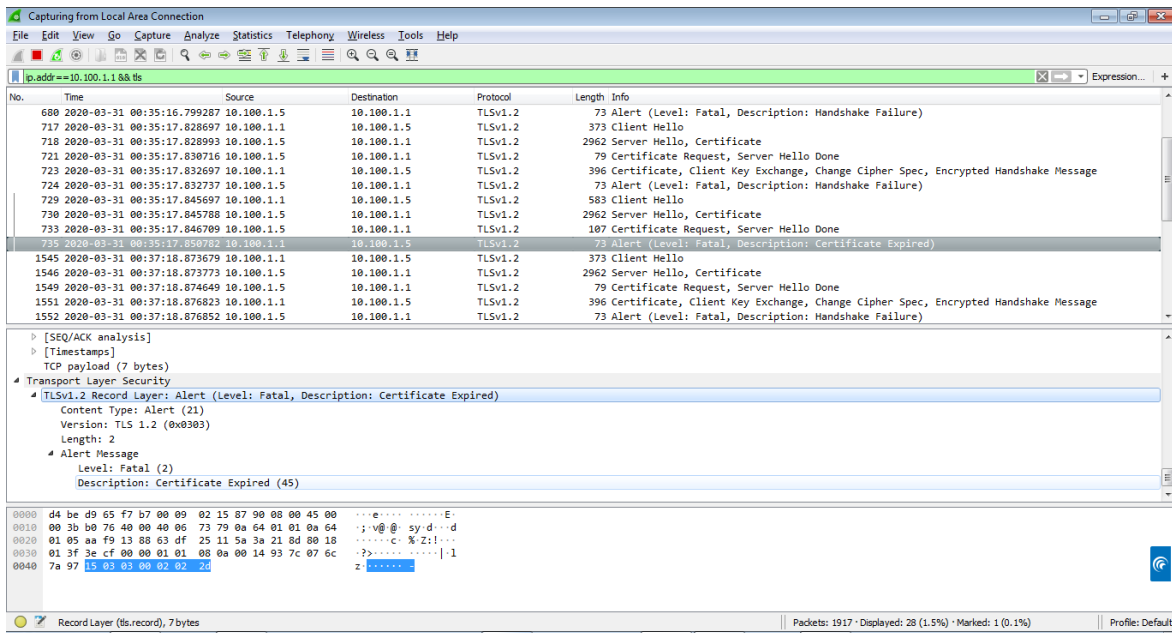 Capturing from Local Area Connection
File Edit View Go Capture Analyze Statistics Telephony Wireless Tools Help
ip.addr==10.100.1.1 && tls Expression... +
No. Time Source Destination Protocol Length Info
680 2020-03-31 00:35:16.799287 10.100.1.5 10.100.1.1 TLSv1.2 73 Alert (Level: Fatal, Description: Handshake Failure)
717 2020-03-31 00:35:17.828697 10.100.1.1 10.100.1.5 TLSv1.2 373 Client Hello
718 2020-03-31 00:35:17.828993 10.100.1.5 10.100.1.1 TLSv1.2 2962 Server Hello, Certificate
721 2020-03-31 00:35:17.830716 10.100.1.5 10.100.1.1 TLSv1.2 79 Certificate Request, Server Hello Done
723 2020-03-31 00:35:17.832697 10.100.1.1 10.100.1.5 TLSv1.2 396 Certificate, Client Key Exchange, Change Cipher Spec, Encrypted Handshake Message
724 2020-03-31 00:35:17.832737 10.100.1.5 10.100.1.1 TLSv1.2 73 Alert (Level: Fatal, Description: Handshake Failure)
729 2020-03-31 00:35:17.845697 10.100.1.1 10.100.1.5 TLSv1.2 583 Client Hello
730 2020-03-31 00:35:17.845788 10.100.1.5 10.100.1.1 TLSv1.2 2962 Server Hello, Certificate
733 2020-03-31 00:35:17.846709 10.100.1.5 10.100.1.1 TLSv1.2 107 Certificate Request, Server Hello Done
735 2020-03-31 00:35:17.850782 10.100.1.1 10.100.1.5 TLSv1.2 73 Alert (Level: Fatal, Description: Certificate Expired)
1545 2020-03-31 00:37:18.873679 10.100.1.1 10.100.1.5 TLSv1.2 373 Client Hello
1546 2020-03-31 00:37:18.873773 10.100.1.5 10.100.1.1 TLSv1.2 2962 Server Hello, Certificate
1549 2020-03-31 00:37:18.874649 10.100.1.5 10.100.1.1 TLSv1.2 79 Certificate Request, Server Hello Done
1551 2020-03-31 00:37:18.876823 10.100.1.1 10.100.1.5 TLSv1.2 396 Certificate, Client Key Exchange, Change Cipher Spec, Encrypted Handshake Message
1552 2020-03-31 00:37:18.876852 10.100.1.5 10.100.1.1 TLSv1.2 73 Alert (Level: Fatal, Description: Handshake Failure)
[SEQ/ACK analysis]
[Timestamps]
TCP payload (7 bytes)
Transport Layer Security
TLSv1.2 Record Layer: Alert (Level: Fatal, Description: Certificate Expired)
Content Type: Alert (21)
Version: TLS 1.2 (0x0303)
Length: 2
Alert Message
Level: Fatal (2)
Description: Certificate Expired (45)
0000 d4 be d9 65 f7 b7 00 09 02 15 87 90 08 00 45 00 ···e···· ······E·
0010 00 3b b0 76 40 00 40 06 73 79 0a 64 01 01 0a 64 ·;·v@·@· sy·d···d
0020 01 05 aa f9 13 88 63 df 25 11 5a 3a 21 8d 80 18 ······c· %·Z:!···
0030 01 3f 3e cf 00 00 01 01 08 0a 00 14 93 7c 07 6c ·?>····· ·····|·l
0040 7a 97 15 03 03 00 02 02 2d z······· -
Record Layer (tls.record), 7 bytes Packets: 1917 · Displayed: 28 (1.5%) · Marked: 1 (0.1%) Profile: Default